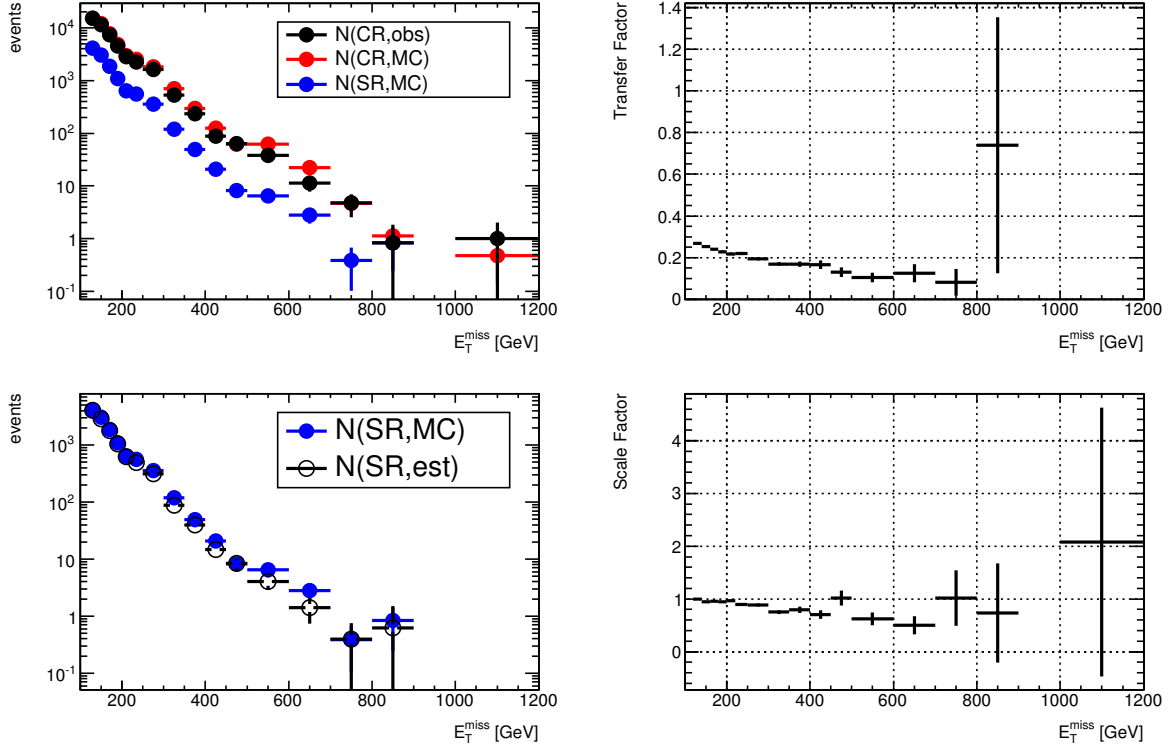 events
10^4
10^3
10^2
10
1
10^-1
N(CR,obs)
N(CR,MC)
N(SR,MC)
200 400 600 800 1000 1200
E_T^miss [GeV]
Transfer Factor
1.4
1.2
1
0.8
0.6
0.4
0.2
0
200 400 600 800 1000 1200
E_T^miss [GeV]
events
10^3
10^2
10
1
10^-1
N(SR,MC)
N(SR,est)
200 400 600 800 1000 1200
E_T^miss [GeV]
Scale Factor
4
3
2
1
0
200 400 600 800 1000 1200
E_T^miss [GeV]